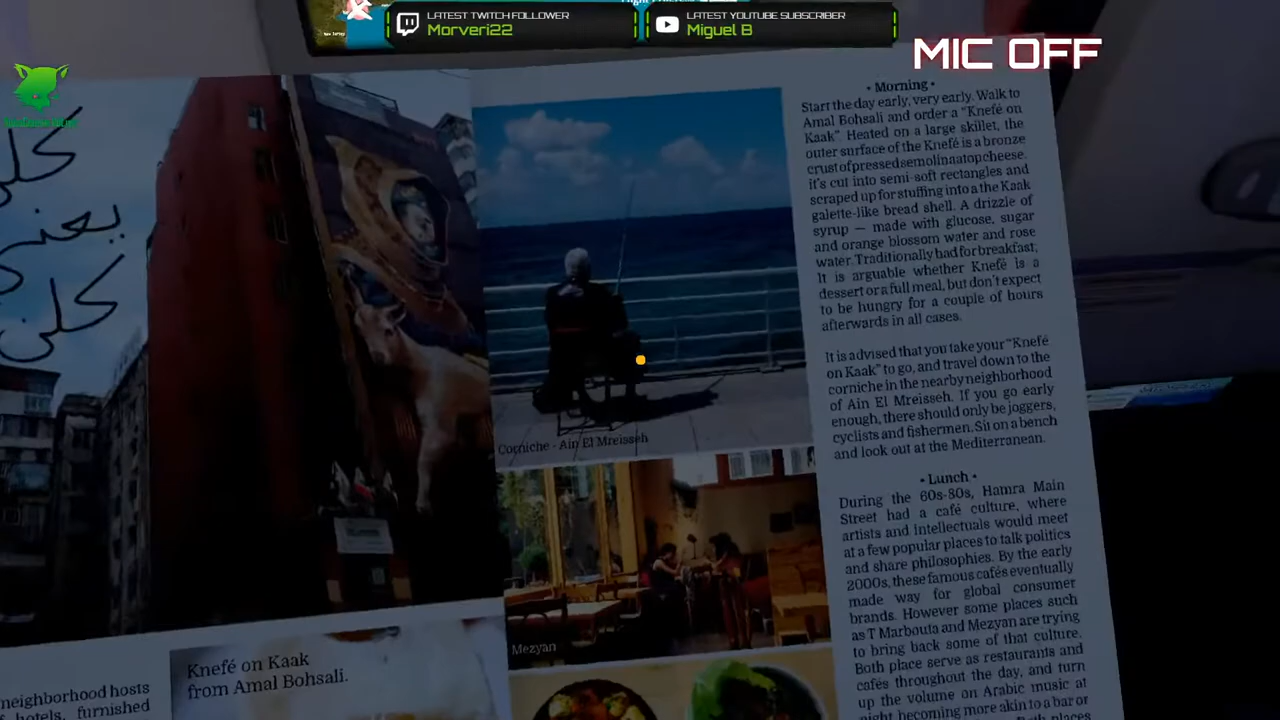 LATEST TWITCH FOLLOWER
Morveri22
LATEST YOUTUBE SUBSCRIBER
Miguel B
MIC OFF
كلن
يعني
كلن
Corniche - Ain El Mreisseh
Mezyan
Knefé on Kaak
from Amal Bohsali.
neighborhood hosts
hotels, furnished
• Morning •
Start the day early, very early. Walk to
Amal Bohsali and order a "Knefé on
Kaak". Heated on a large skillet, the
outer surface of the Knefé is a bronze
crust of pressed semolina atop cheese.
it's cut into semi-soft rectangles and
scraped up for stuffing into a the Kaak
galette-like bread shell. A drizzle of
syrup — made with glucose, sugar
and orange blossom water and rose
water. Traditionally had for breakfast;
It is arguable whether Knefé is a
dessert or a full meal, but don't expect
to be hungry for a couple of hours
afterwards in all cases.
It is advised that you take your "Knefé
on Kaak" to go, and travel down to the
corniche in the nearby neighborhood
of Ain El Mreisseh. If you go early
enough, there should only be joggers,
cyclists and fishermen. Sit on a bench
and look out at the Mediterranean.
• Lunch •
During the 60s-80s, Hamra Main
Street had a café culture, where
artists and intellectuals would meet
at a few popular places to talk politics
and share philosophies. By the early
2000s, these famous cafés eventually
made way for global consumer
brands. However some places such
as T Marbouta and Mezyan are trying
to bring back some of that culture.
Both place serve as restaurants and
cafés throughout the day, and turn
up the volume on Arabic music at
night becoming more akin to a bar or